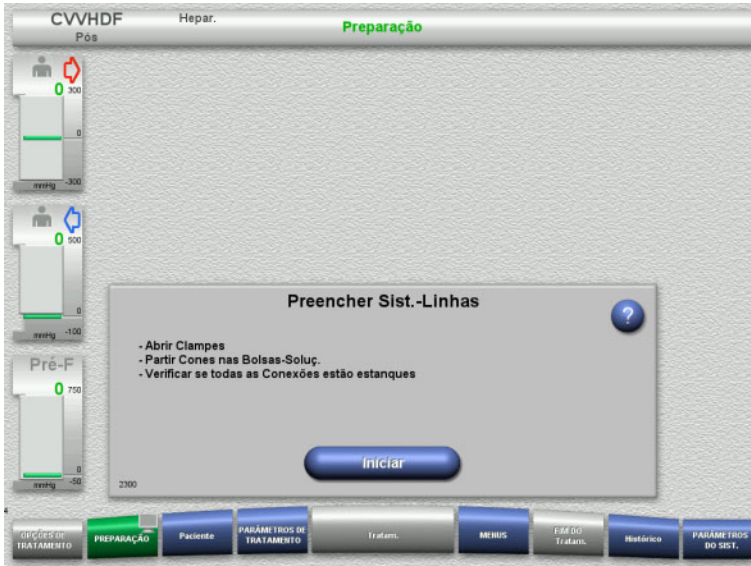 CVVHDF
Hepar.
Pós
Preparação
0
300
0
mmHg
-300
0
500
0
mmHg
-100
Pré-F
0
750
0
mmHg
-50
Preencher Sist.-Linhas
?
- Abrir Clampes
- Partir Cones nas Bolsas-Soluç.
- Verificar se todas as Conexões estão estanques
Iniciar
2300
4
OPÇÕES DE
TRATAMENTO
PREPARAÇÃO
Paciente
PARÂMETROS DE
TRATAMENTO
Tratam.
MENUS
FIM DO
Tratam.
Histórico
PARÂMETROS
DO SIST.